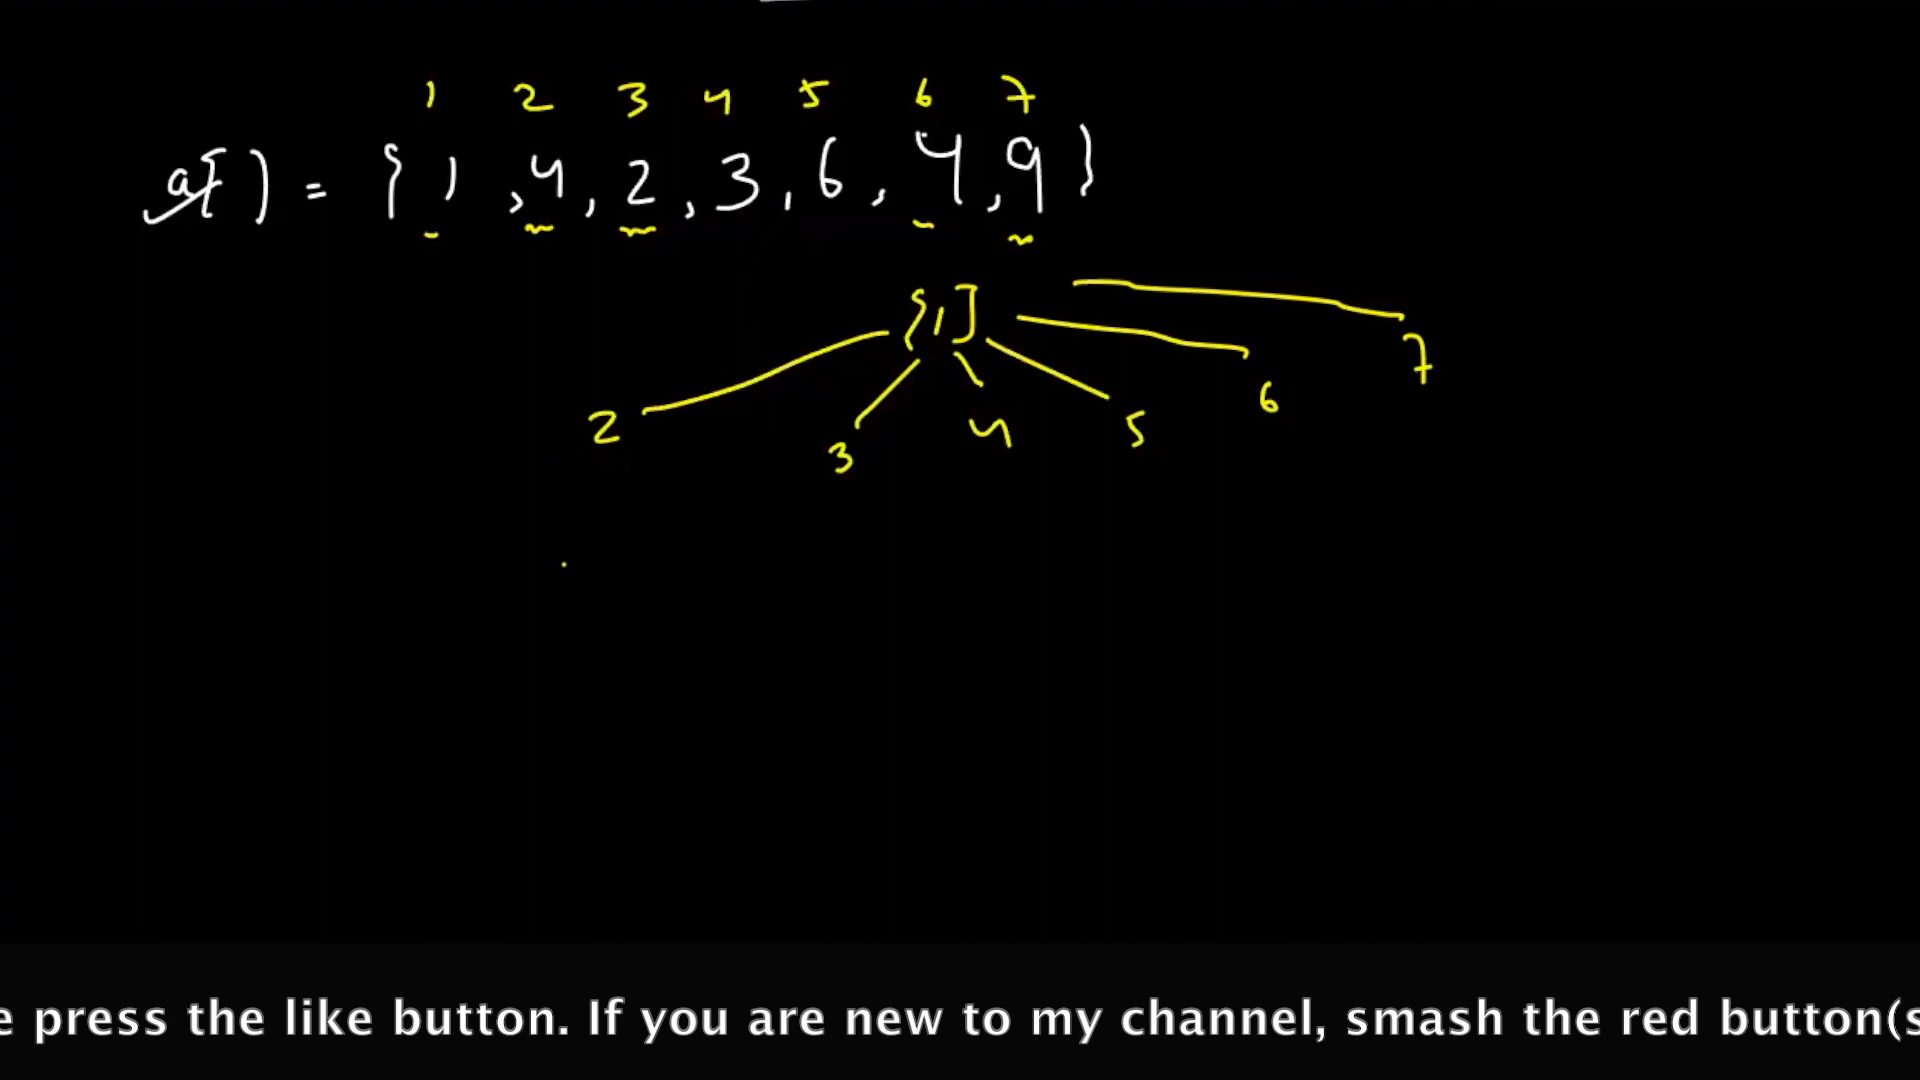 1 2 3 4 5 6 7
a[ ] = { 1 , 4 , 2 , 3 , 6 , 4 , 9 }
{ 1 ]
2 3 4 5 6 7
e press the like button. If you are new to my channel, smash the red button(s